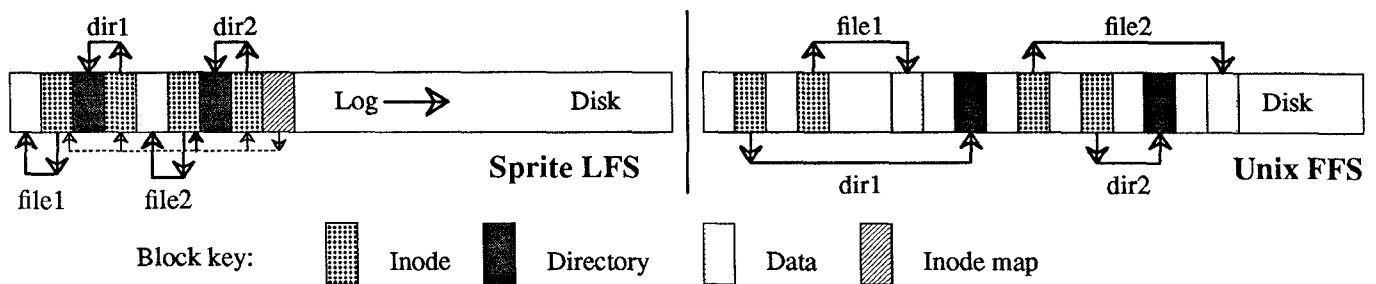 dir1
dir2
Log
Disk
file1
file2
Sprite LFS
file1
file2
Disk
dir1
dir2
Unix FFS
Block key:
Inode
Directory
Data
Inode map